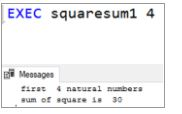 EXEC squaresum1 4
Messages
first 4 natural numbers
sum of square is 30